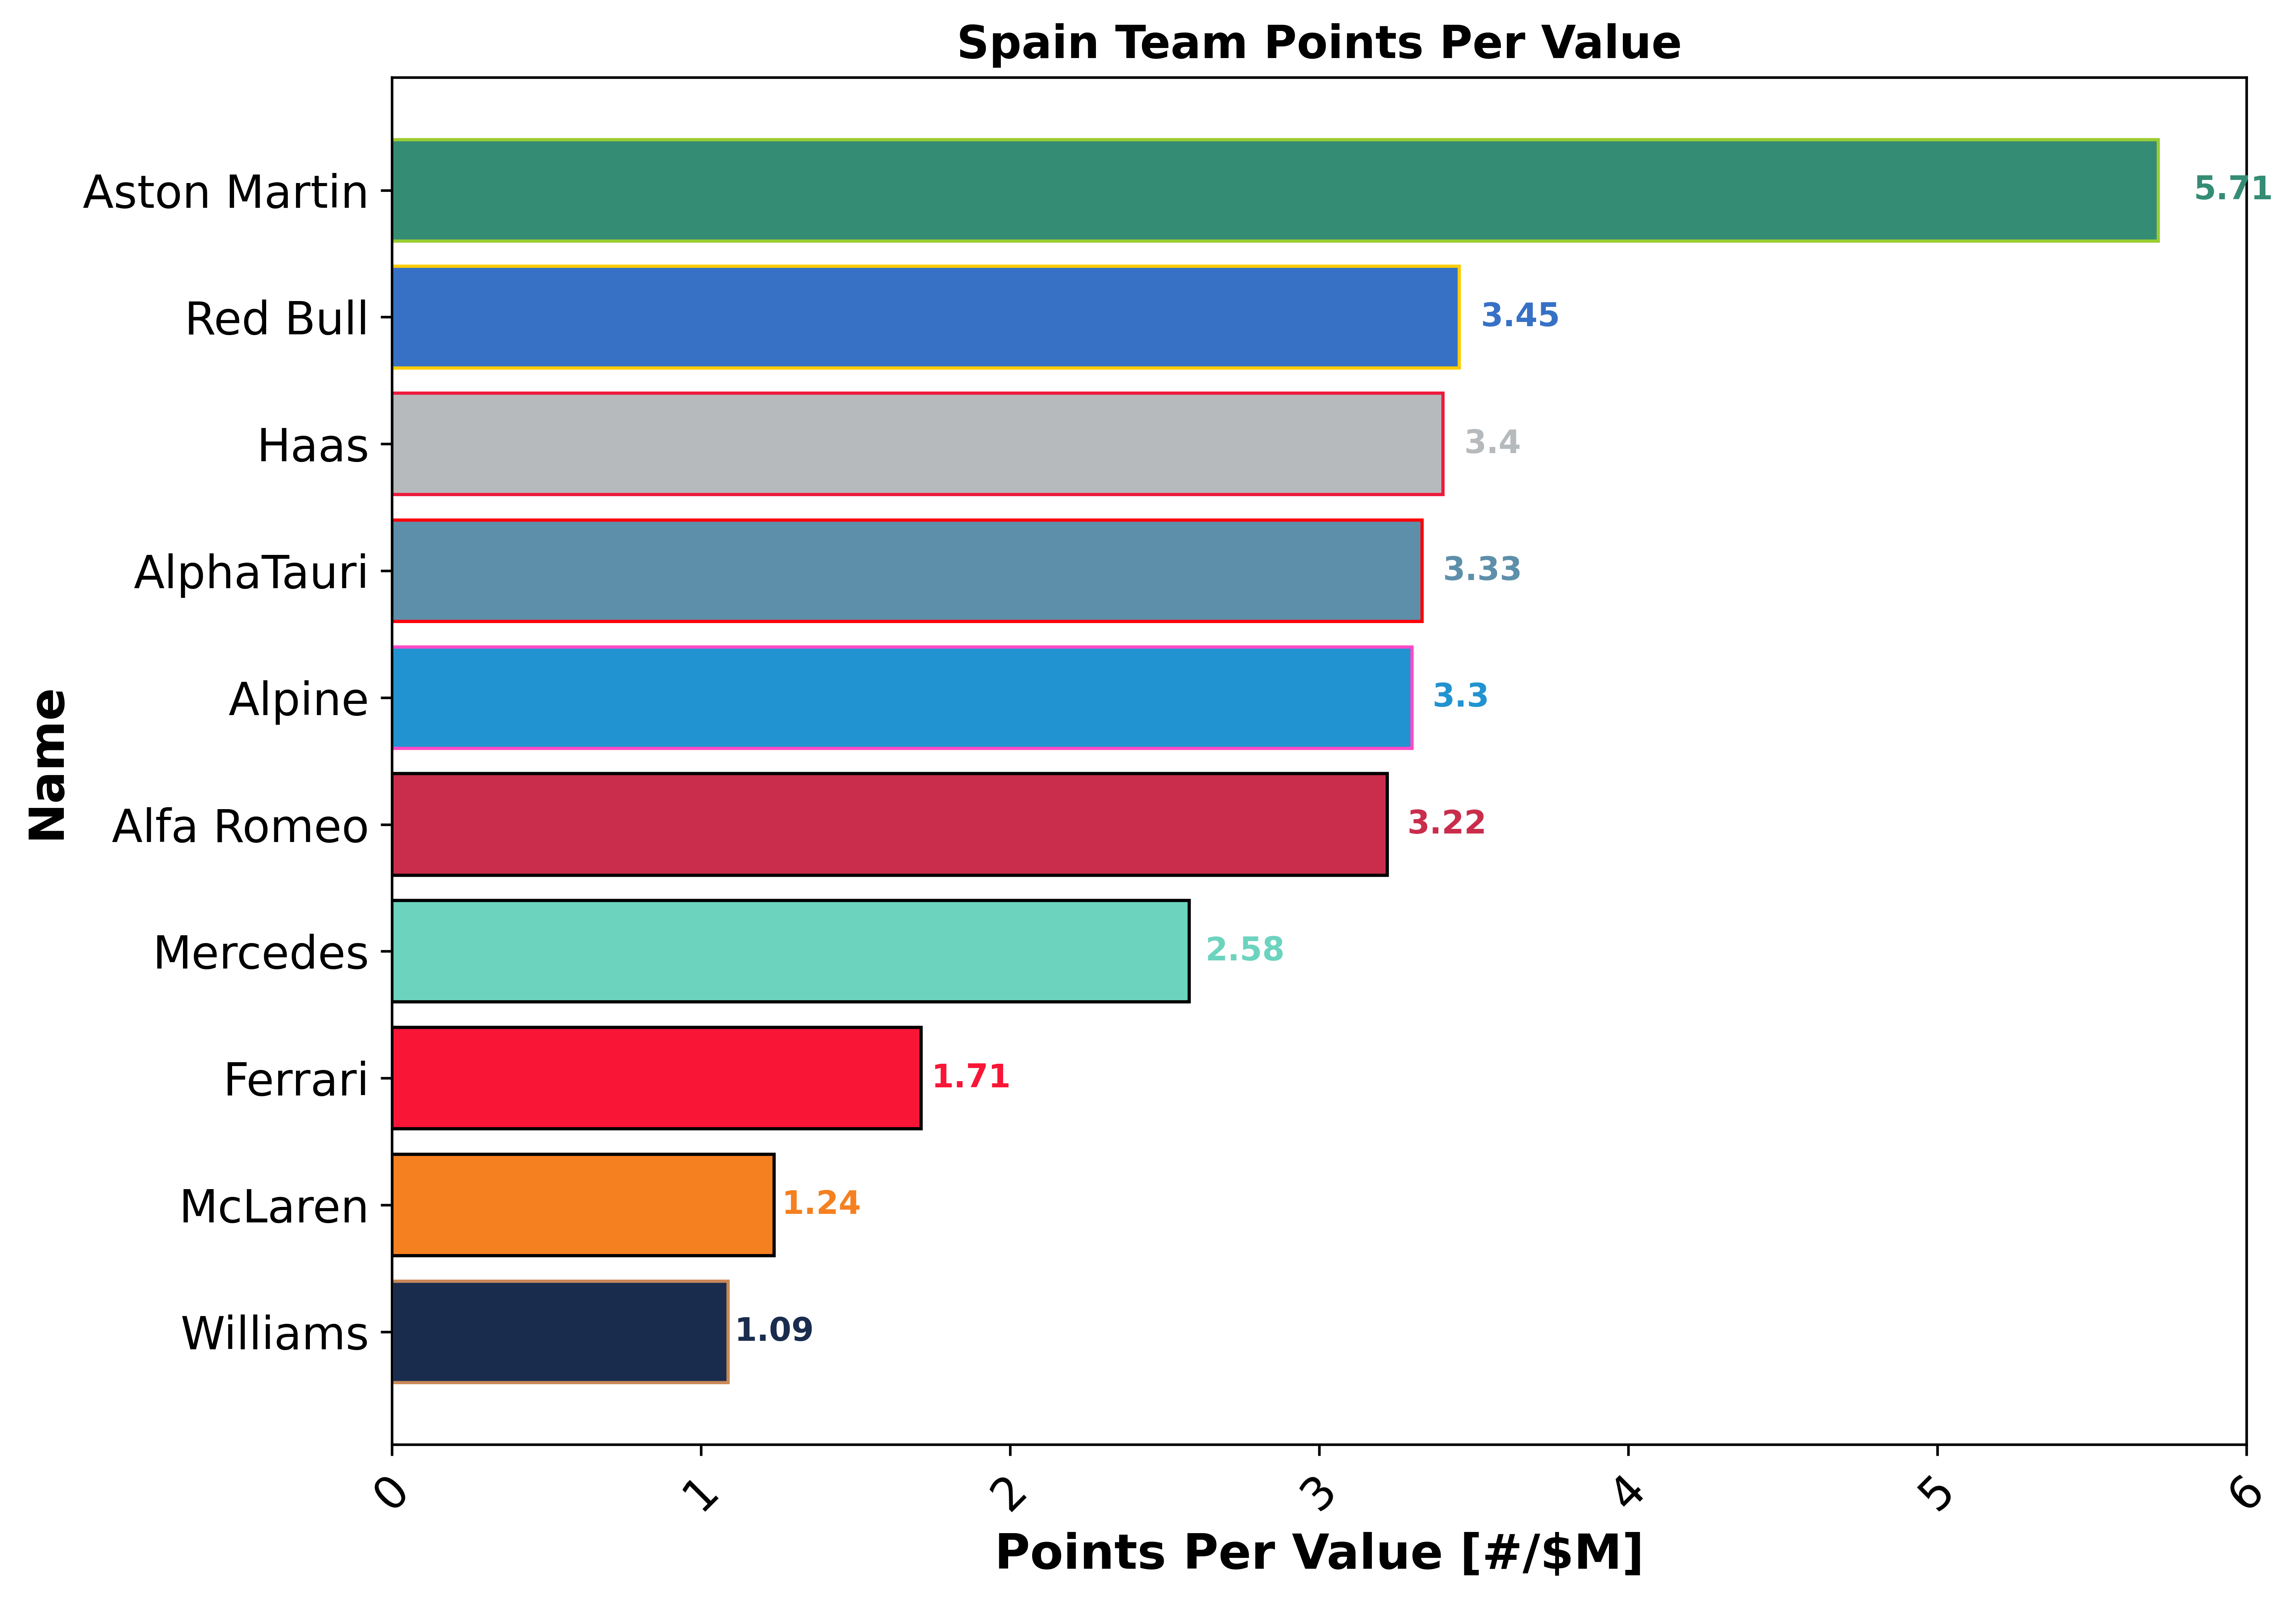 Spain Team Points Per Value
Name
Aston Martin 5.71
Red Bull 3.45
Haas 3.4
AlphaTauri 3.33
Alpine 3.3
Alfa Romeo 3.22
Mercedes 2.58
Ferrari 1.71
McLaren 1.24
Williams 1.09
0 1 2 3 4 5 6
Points Per Value [#/$M]